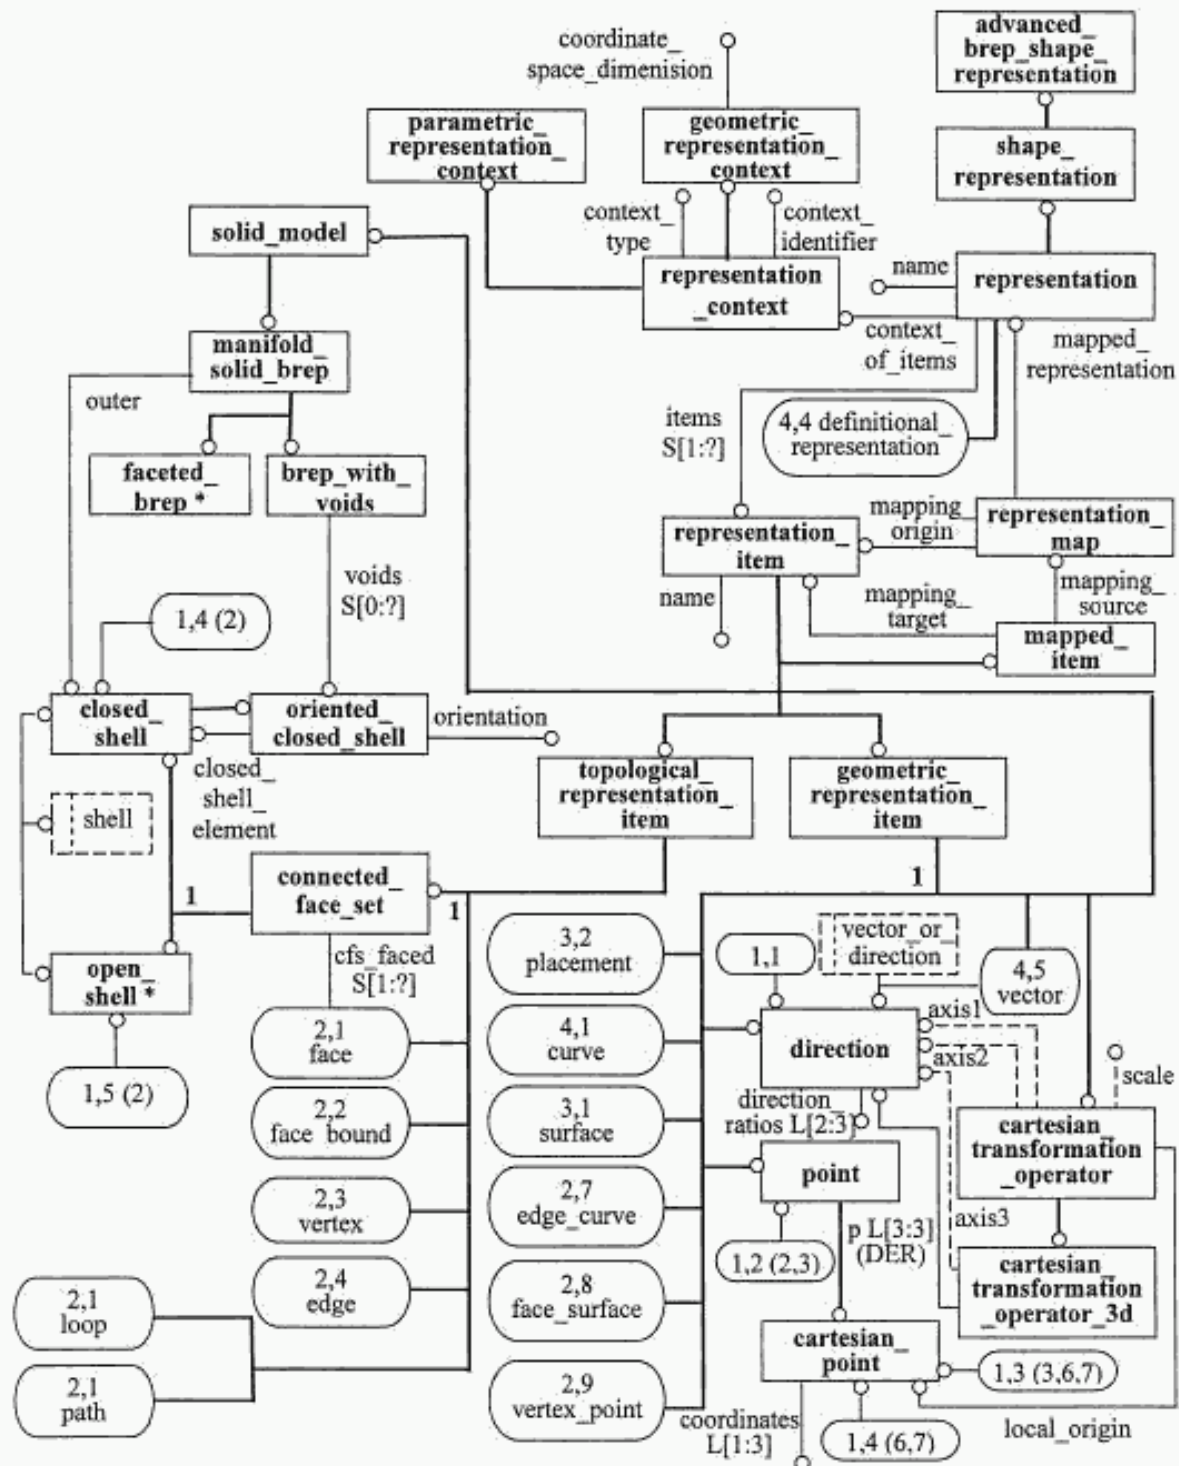 coordinate_
space_dimenision
advanced_
brep_shape_
representation
parametric_
representation_
context
geometric_
representation_
context
shape_
representation
context_
type
context_
identifier
solid_model
name
representation
representation
_context
context_
of_items
mapped_
representation
manifold_
solid_brep
outer
items
S[1:?]
4,4 definitional_
representation
faceted_
brep *
brep_with_
voids
mapping_
origin
representation_
map
representation_
item
voids
S[0:?]
name
mapping_
target
mapping_
source
1,4 (2)
mapped_
item
closed_
shell
oriented_
closed_shell
orientation
closed_
shell_
element
topological_
representation_
item
geometric_
representation_
item
shell
1
connected_
face_set
1
1
cfs_faced
S[1:?]
open_
shell *
3,2
placement
1,1
vector_or_
direction
4,5
vector
2,1
face
4,1
curve
direction
axis1
axis2
scale
1,5 (2)
2,2
face_bound
3,1
surface
direction_
ratios L[2:3]
cartesian_
transformation
_operator
point
2,3
vertex
2,7
edge_curve
axis3
p L[3:3]
(DER)
1,2 (2,3)
2,4
edge
2,8
face_surface
cartesian_
transformation
_operator_3d
2,1
loop
cartesian_
point
1,3 (3,6,7)
2,1
path
2,9
vertex_point
coordinates
L[1:3]
1,4 (6,7)
local_origin